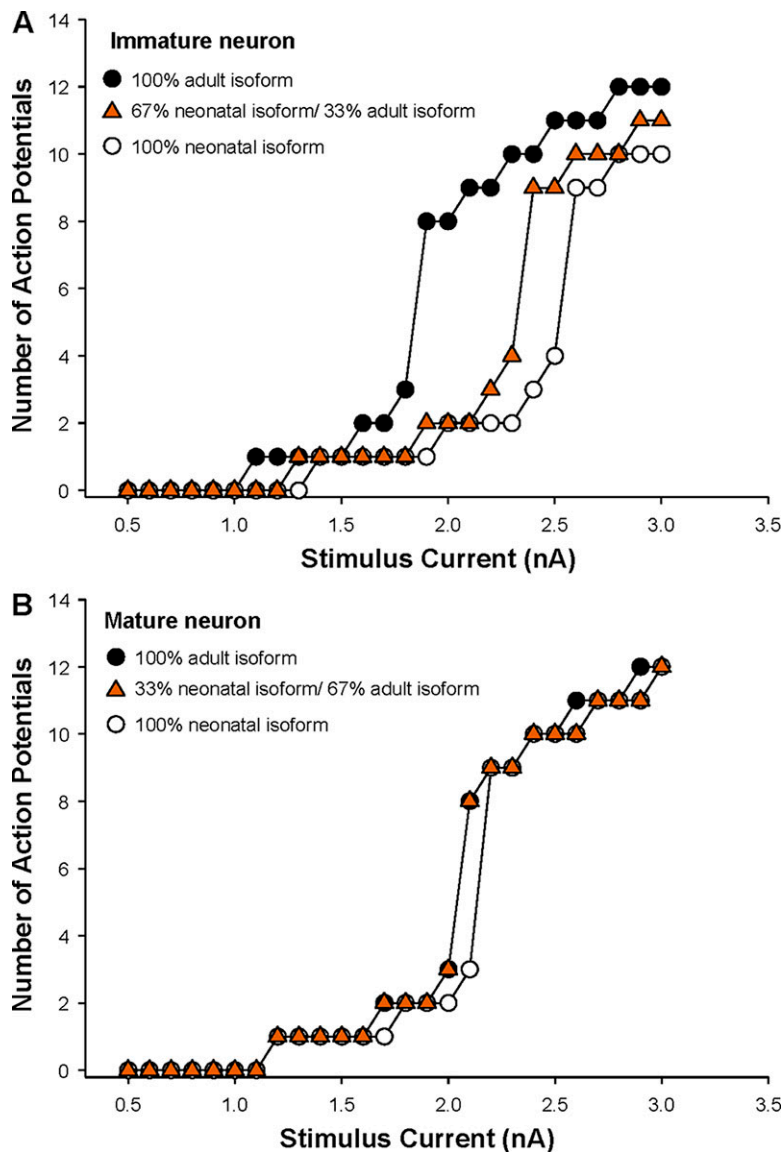 A
Immature neuron
100% adult isoform
67% neonatal isoform/ 33% adult isoform
100% neonatal isoform
Number of Action Potentials
14
12
10
8
6
4
2
0
0.5 1.0 1.5 2.0 2.5 3.0 3.5
Stimulus Current (nA)
B
Mature neuron
100% adult isoform
33% neonatal isoform/ 67% adult isoform
100% neonatal isoform
Number of Action Potentials
14
12
10
8
6
4
2
0
0.5 1.0 1.5 2.0 2.5 3.0 3.5
Stimulus Current (nA)